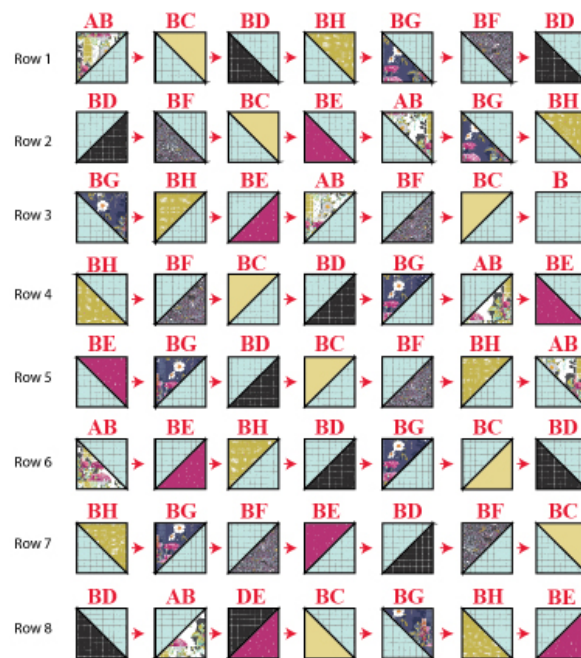 AB BC BD BH BG BF BD
Row 1
BD BF BC BE AB BG BH
Row 2
BG BH BE AB BF BC B
Row 3
BH BF BC BD BG AB BE
Row 4
BE BG BD BC BF BH AB
Row 5
AB BE BH BD BG BC BD
Row 6
BH BG BF BE BD BF BC
Row 7
BD AB DE BC BG BH BE
Row 8